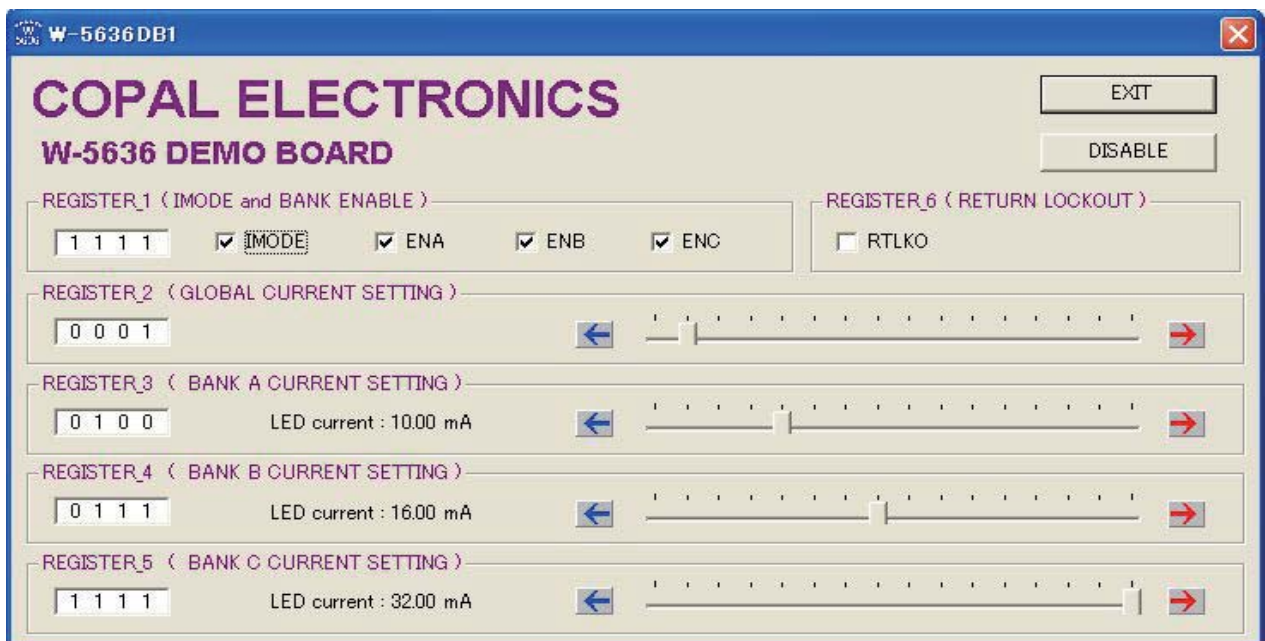 W-5636DB1
COPAL ELECTRONICS
EXIT
W-5636 DEMO BOARD
DISABLE
REGISTER_1 ( IMODE and BANK ENABLE )
REGISTER_6 ( RETURN LOCKOUT )
1 1 1 1 IMODE ENA ENB ENC
RTLKO
REGISTER_2 ( GLOBAL CURRENT SETTING )
0 0 0 1
REGISTER_3 ( BANK A CURRENT SETTING )
0 1 0 0 LED current : 10.00 mA
REGISTER_4 ( BANK B CURRENT SETTING )
0 1 1 1 LED current : 16.00 mA
REGISTER_5 ( BANK C CURRENT SETTING )
1 1 1 1 LED current : 32.00 mA